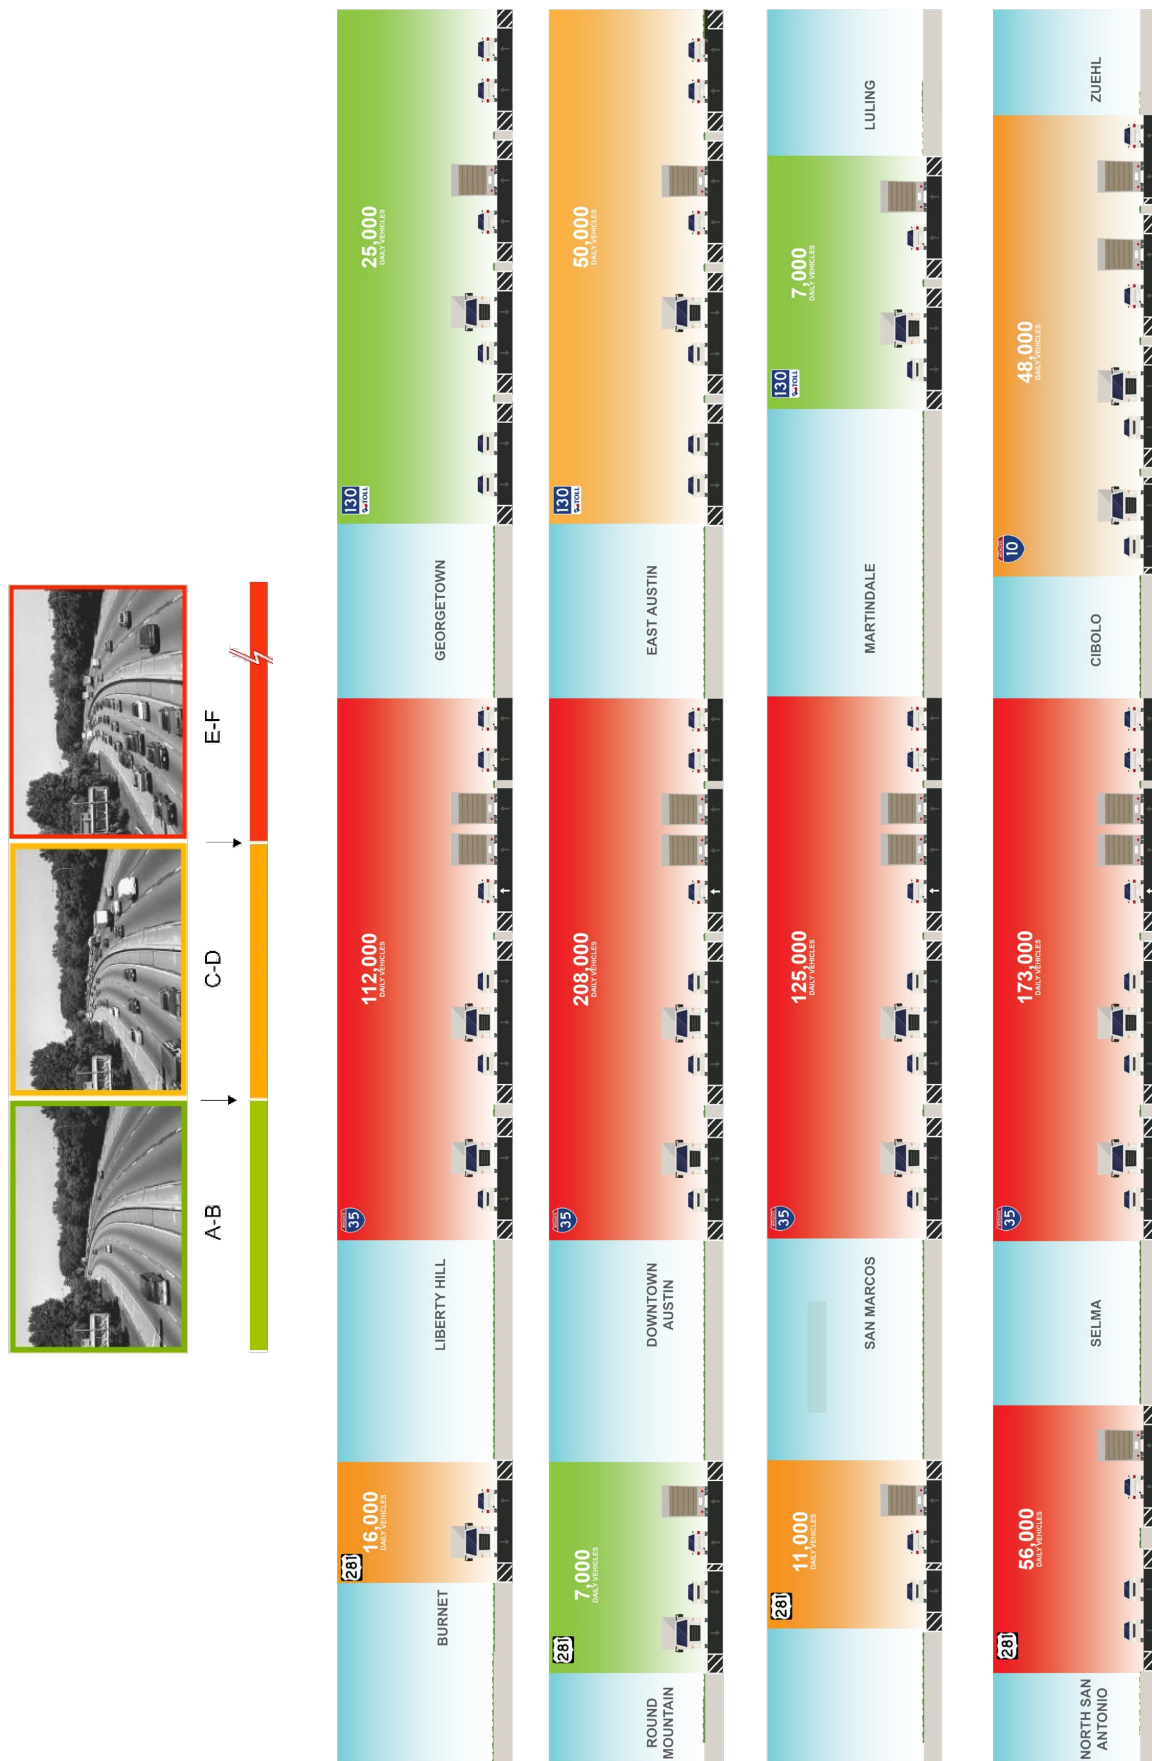 A-B
C-D
E-F
281
16,000
DAILY VEHICLES
35
112,000
DAILY VEHICLES
130
TOLL
25,000
DAILY VEHICLES
BURNET
LIBERTY HILL
GEORGETOWN
281
7,000
DAILY VEHICLES
35
208,000
DAILY VEHICLES
130
TOLL
50,000
DAILY VEHICLES
ROUND
MOUNTAIN
DOWNTOWN
AUSTIN
EAST AUSTIN
281
11,000
DAILY VEHICLES
35
125,000
DAILY VEHICLES
130
TOLL
7,000
DAILY VEHICLES
SAN MARCOS
MARTINDALE
LULING
281
56,000
DAILY VEHICLES
35
173,000
DAILY VEHICLES
10
48,000
DAILY VEHICLES
NORTH SAN
ANTONIO
SELMA
CIBOLO
ZUEHL